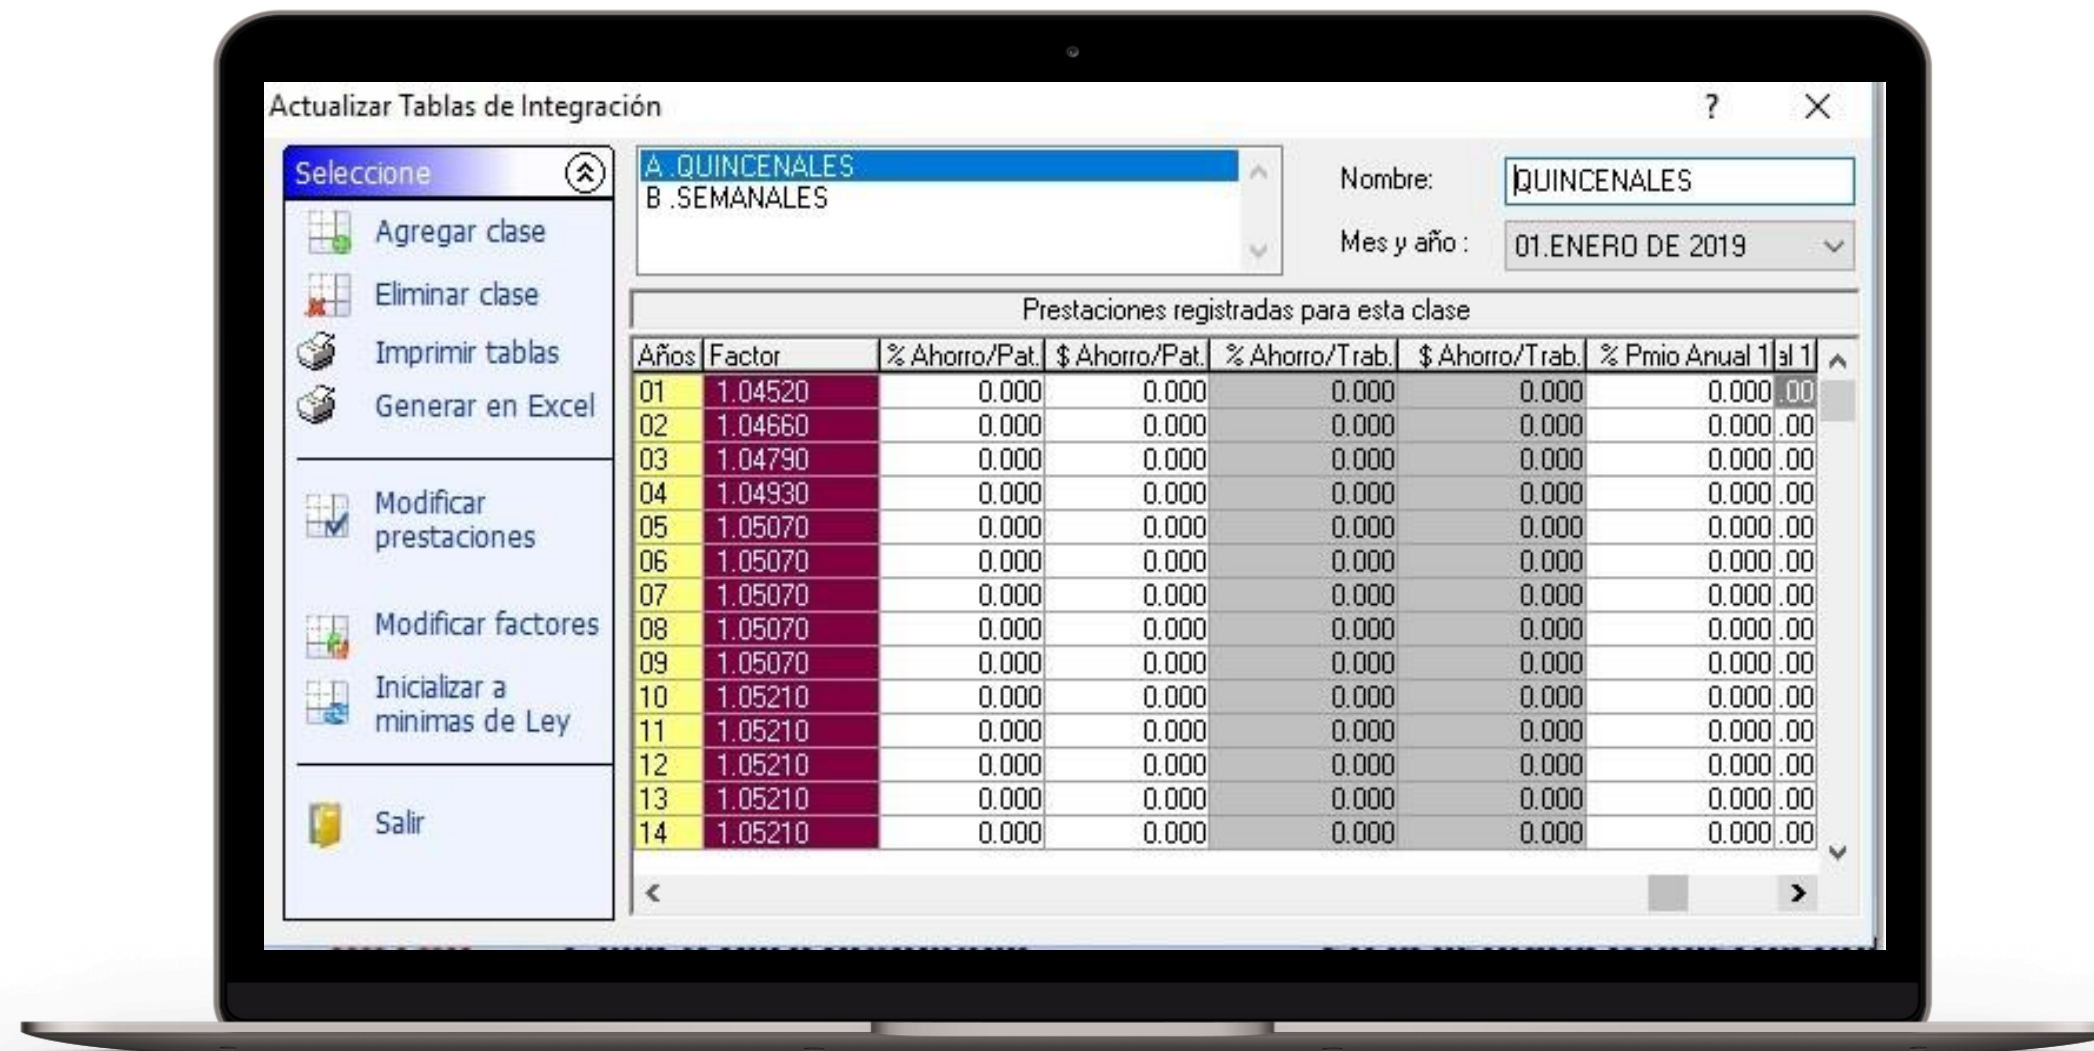 Actualizar Tablas de Integración ?
Seleccione
Agregar clase
Eliminar clase
Imprimir tablas
Generar en Excel
Modificar
prestaciones
Modificar factores
Inicializar a
minimas de Ley
Salir
A .QUINCENALES
B .SEMANALES
Nombre: QUINCENALES
Mes y año : 01.ENERO DE 2019
Prestaciones registradas para esta clase
Años Factor % Ahorro/Pat. $ Ahorro/Pat. % Ahorro/Trab. $ Ahorro/Trab. % Pmio Anual 1 al 1
01 1.04520 0.000 0.000 0.000 0.000 0.000 .00
02 1.04660 0.000 0.000 0.000 0.000 0.000 .00
03 1.04790 0.000 0.000 0.000 0.000 0.000 .00
04 1.04930 0.000 0.000 0.000 0.000 0.000 .00
05 1.05070 0.000 0.000 0.000 0.000 0.000 .00
06 1.05070 0.000 0.000 0.000 0.000 0.000 .00
07 1.05070 0.000 0.000 0.000 0.000 0.000 .00
08 1.05070 0.000 0.000 0.000 0.000 0.000 .00
09 1.05070 0.000 0.000 0.000 0.000 0.000 .00
10 1.05210 0.000 0.000 0.000 0.000 0.000 .00
11 1.05210 0.000 0.000 0.000 0.000 0.000 .00
12 1.05210 0.000 0.000 0.000 0.000 0.000 .00
13 1.05210 0.000 0.000 0.000 0.000 0.000 .00
14 1.05210 0.000 0.000 0.000 0.000 0.000 .00